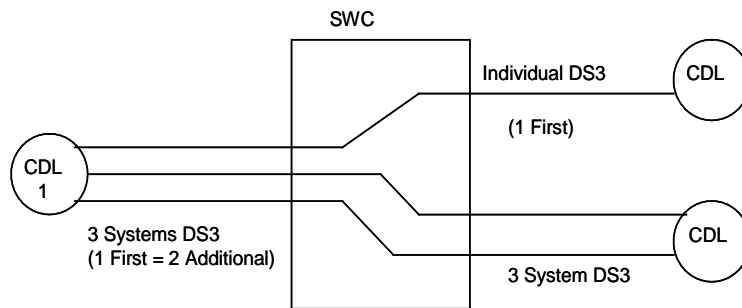 SWC
Individual DS3
CDL
(1 First)
CDL
1
3 Systems DS3
(1 First = 2 Additional)
CDL
3 System DS3